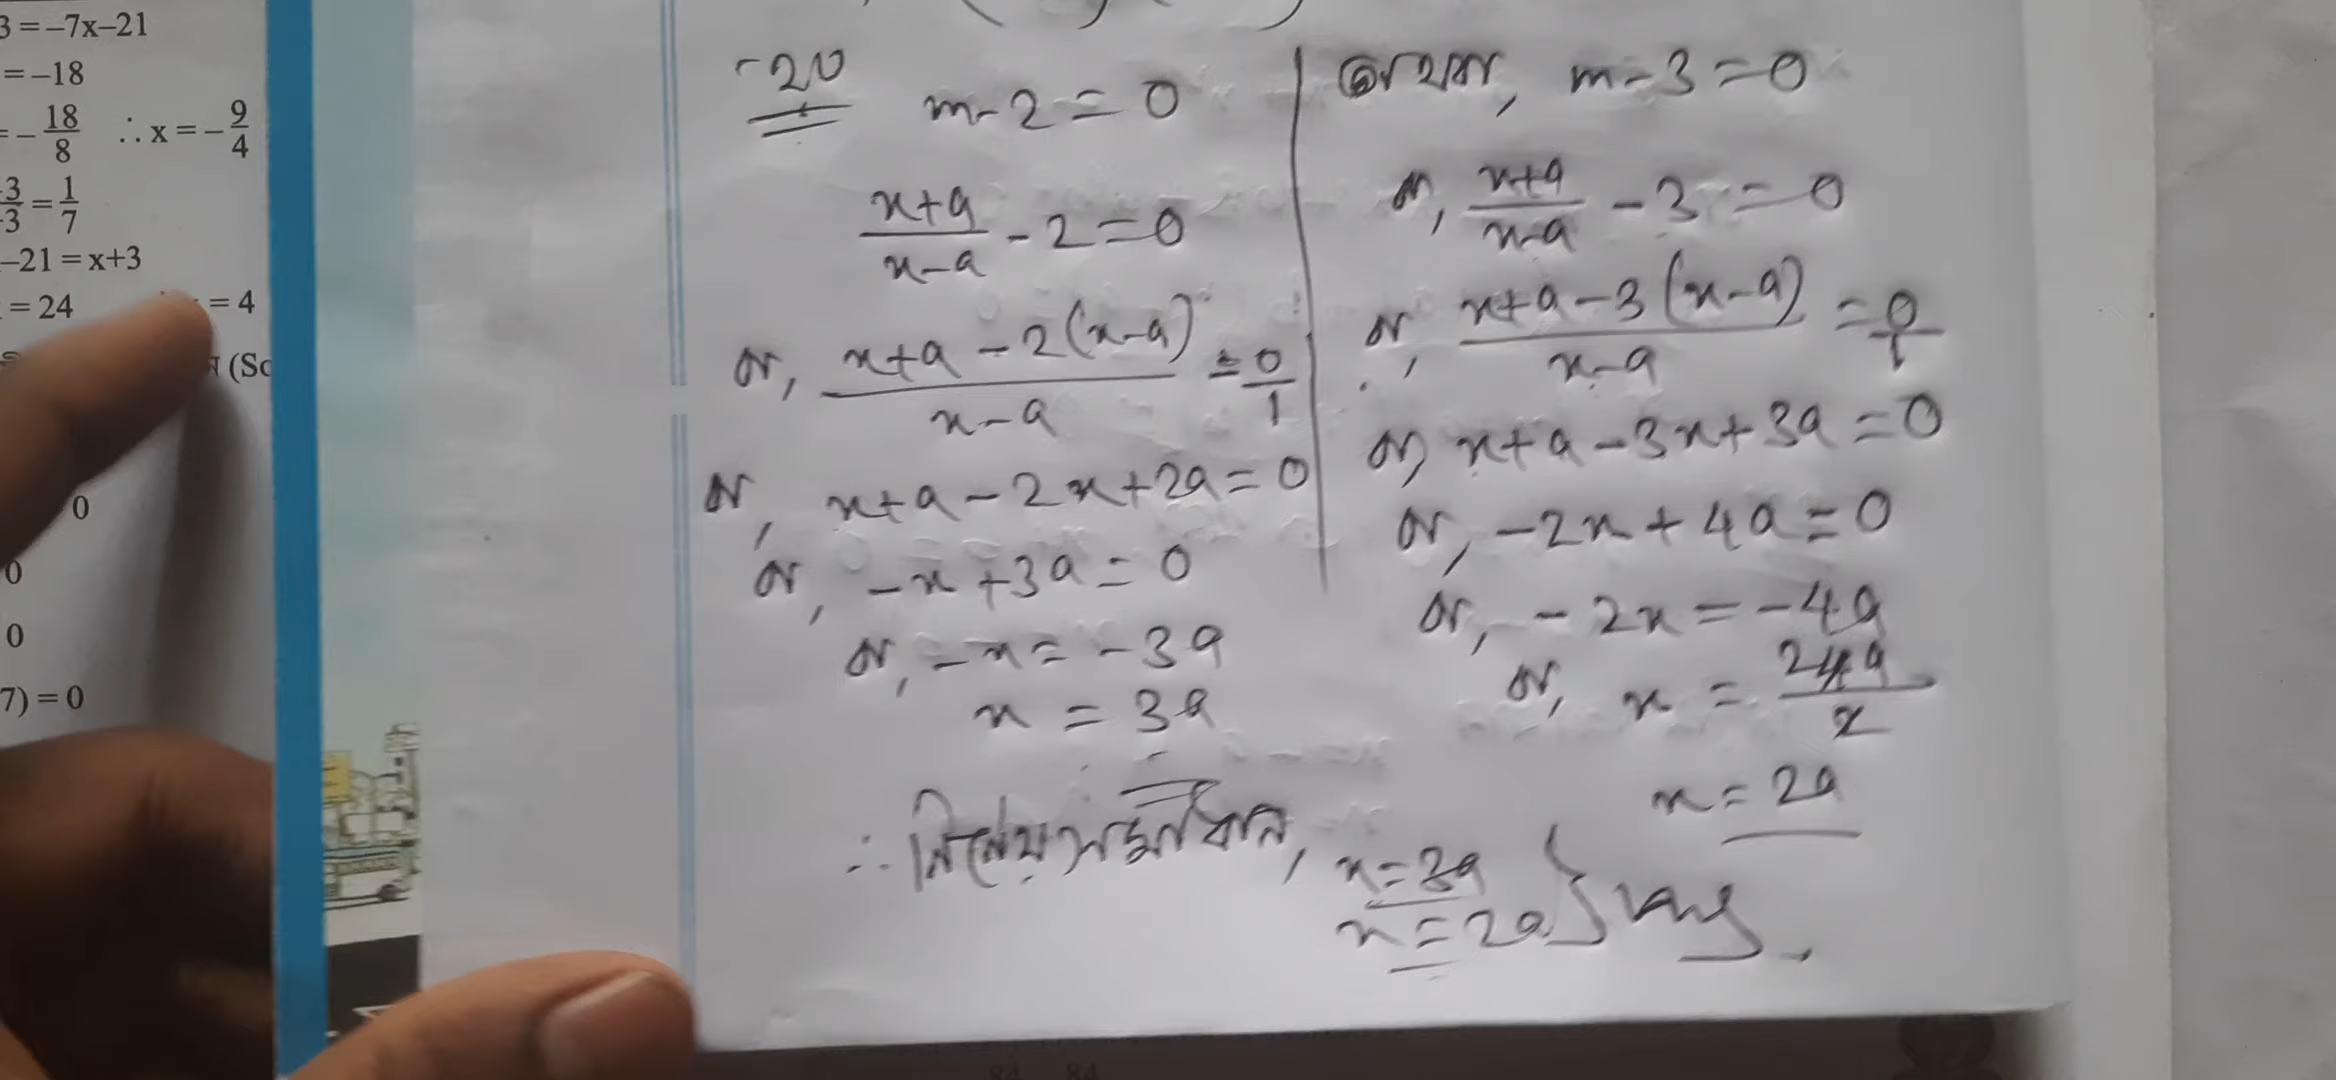 3 = –7x–21
= –18
= – 18/8 ∴ x = – 9/4
3/–3 = 1/7
–21 = x+3
= 24 = 4
(Sc
0
0
0
7) = 0
m-2=0
(x+a)/(x-a) - 2 = 0
or, (x+a-2(x-a))/(x-a) = 0/1
or, x+a-2x+2a=0
or, -x+3a=0
or, -x=-3a
x = 3a
m-3=0
or, (x+a)/(x-a) - 3 = 0
or, (x+a-3(x-a))/(x-a) = 0/1
or, x+a-3x+3a=0
or, -2x+4a=0
or, -2x=-4a
or, x = 24a/2
x=2a
∴ নির্ণেয় সমাধান,
x=3a
x=2a } Ans